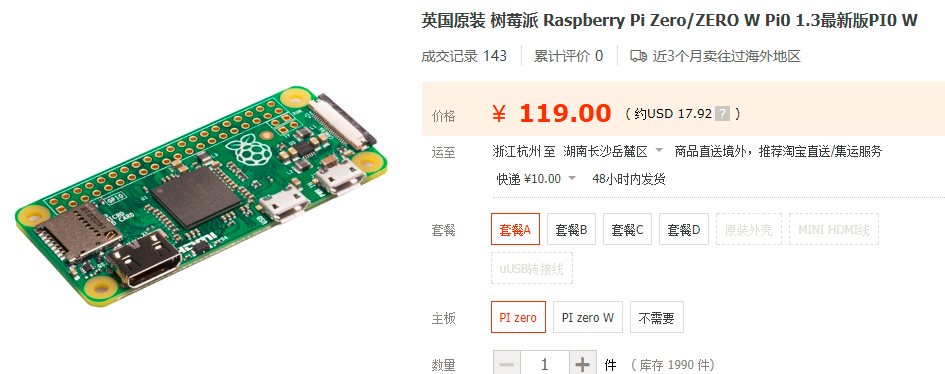 英国原装 树莓派 Raspberry Pi Zero/ZERO W Pi0 1.3最新版PI0 W
成交记录 143 累计评价 0 近3个月卖往过海外地区
价格 ¥ 119.00 ( 约USD 17.92 ? )
运至 浙江杭州 至 湖南长沙岳麓区 商品直送境外，推荐淘宝直送/集运服务
快递 ¥10.00 48小时内发货
套餐 套餐A 套餐B 套餐C 套餐D 原装外壳 MINI HDMI线
uUSB转接线
主板 PI zero PI zero W 不需要
数量 － 1 + 件 ( 库存 1990 件)
GPIO